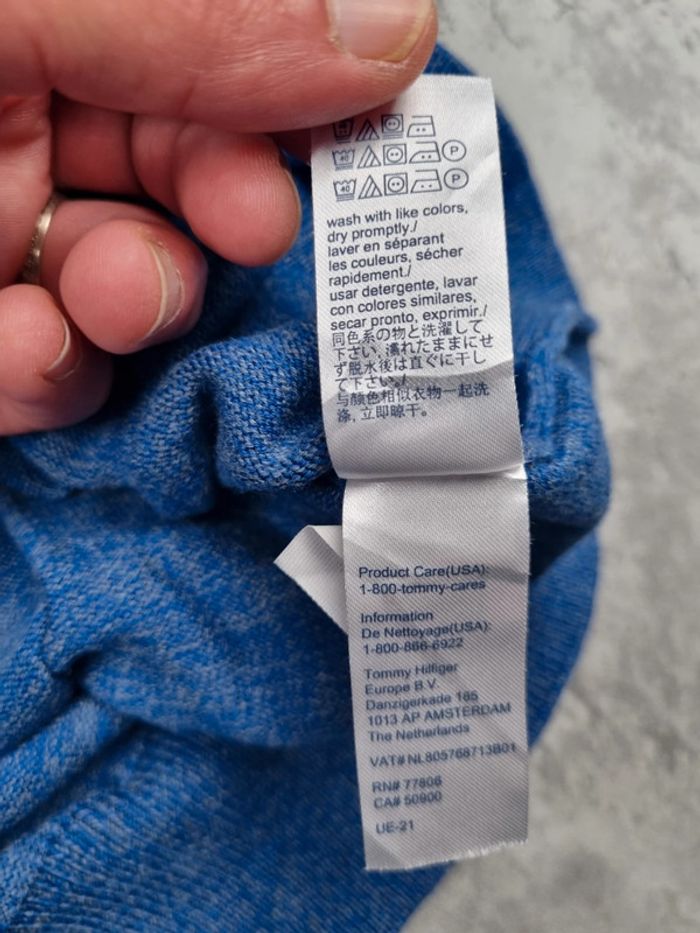 40 P
40 P
wash with like colors,
dry promptly./
laver en séparant
les couleurs, sécher
rapidement./
usar detergente, lavar
con colores similares,
secar pronto, exprimir./
同色系の物と洗濯して
下さい, 濡れたままにせ
ず脱水後は直ぐに干し
て下さい。/
与颜色相似衣物一起洗
涤, 立即晾干。
Product Care(USA):
1-800-tommy-cares
Information
De Nettoyage(USA):
1-800-866-6922
Tommy Hilfiger
Europe B.V.
Danzigerkade 165
1013 AP AMSTERDAM
The Netherlands
VAT# NL805768713B01
RN# 77806
CA# 50900
UE-21